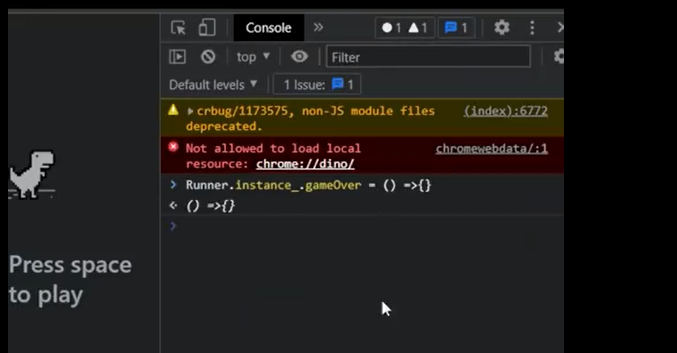 Console » 1 1 1
top ▼ Filter
Default levels ▼ 1 Issue: 1
crbug/1173575, non-JS module files (index):6772
deprecated.
Not allowed to load local chromewebdata/:1
resource: chrome://dino/
> Runner.instance_.gameOver = () =>{}
<· () =>{}
>
Press space
to play